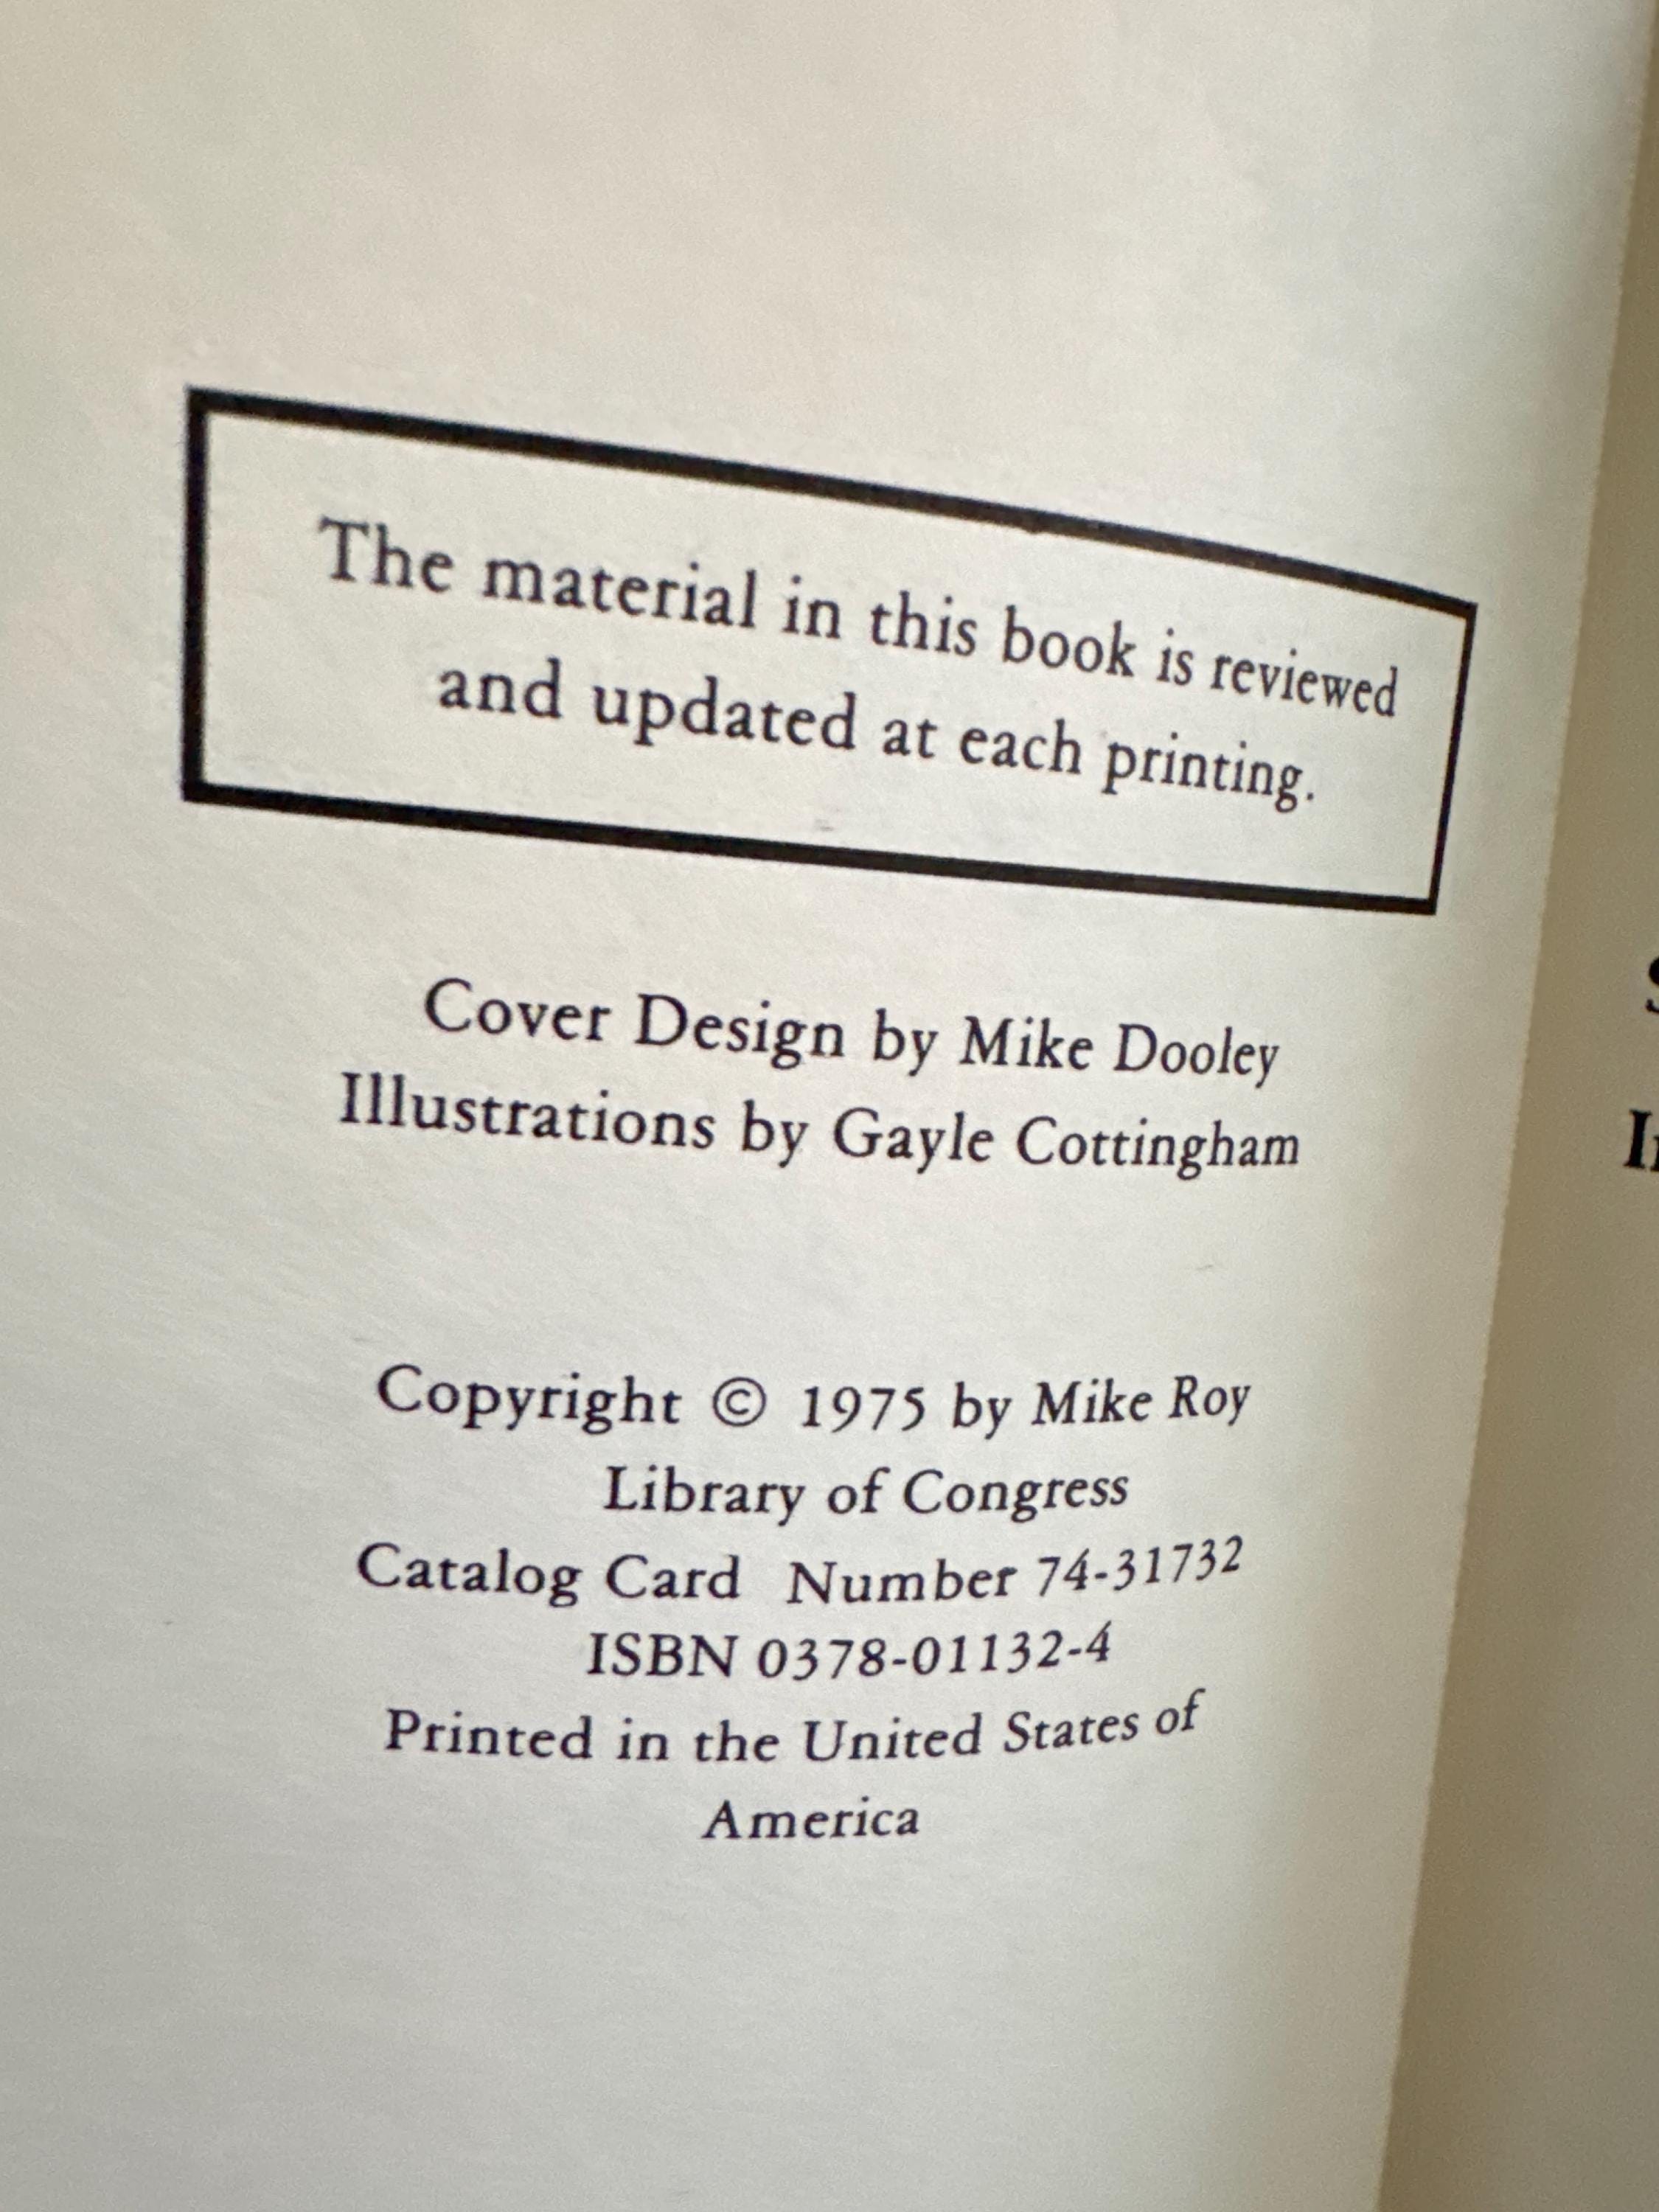 The material in this book is reviewed
and updated at each printing.
Cover Design by Mike Dooley
Illustrations by Gayle Cottingham
Copyright © 1975 by Mike Roy
Library of Congress
Catalog Card Number 74-31732
ISBN 0378-01132-4
Printed in the United States of
America